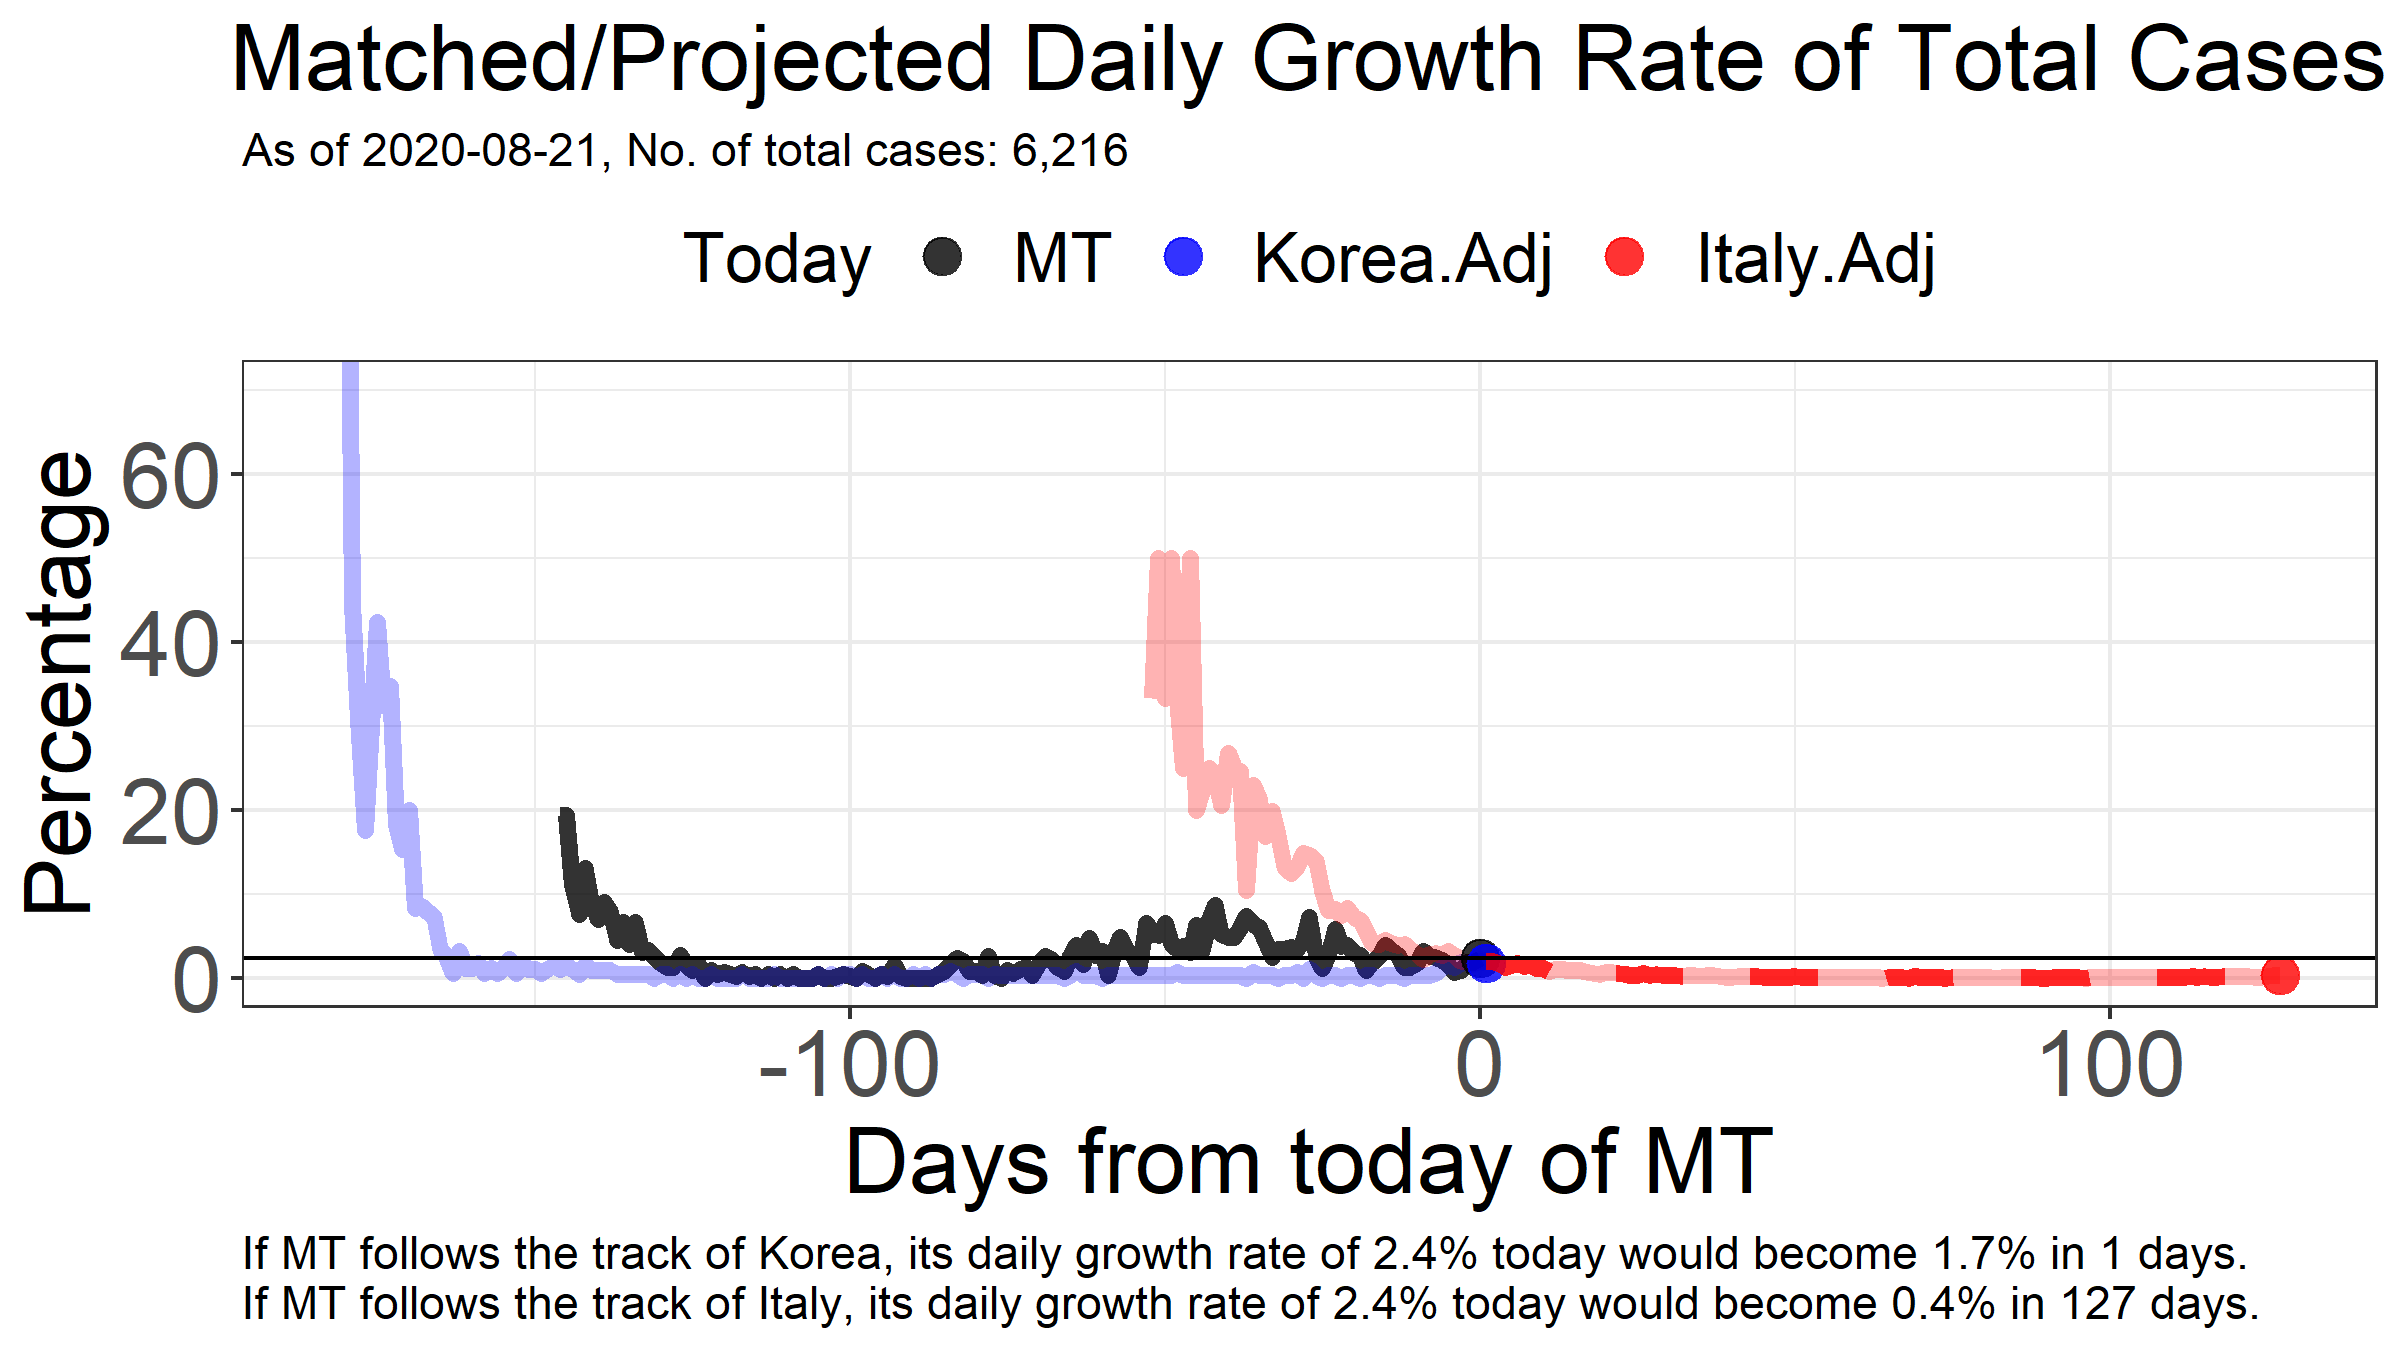 Matched/Projected Daily Growth Rate of Total Cases
As of 2020-08-21, No. of total cases: 6,216
Today MT Korea.Adj Italy.Adj
Percentage
60
40
20
0
-100 0 100
Days from today of MT
If MT follows the track of Korea, its daily growth rate of 2.4% today would become 1.7% in 1 days.
If MT follows the track of Italy, its daily growth rate of 2.4% today would become 0.4% in 127 days.